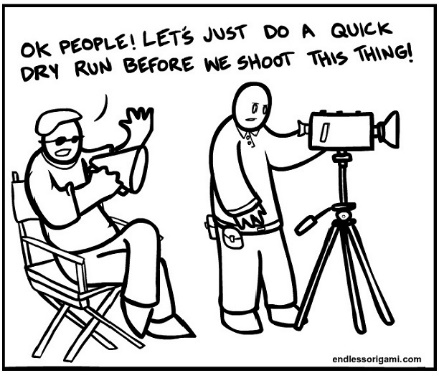 OK PEOPLE! LET'S JUST DO A QUICK
DRY RUN BEFORE WE SHOOT THIS THING!
endlessorigami.com